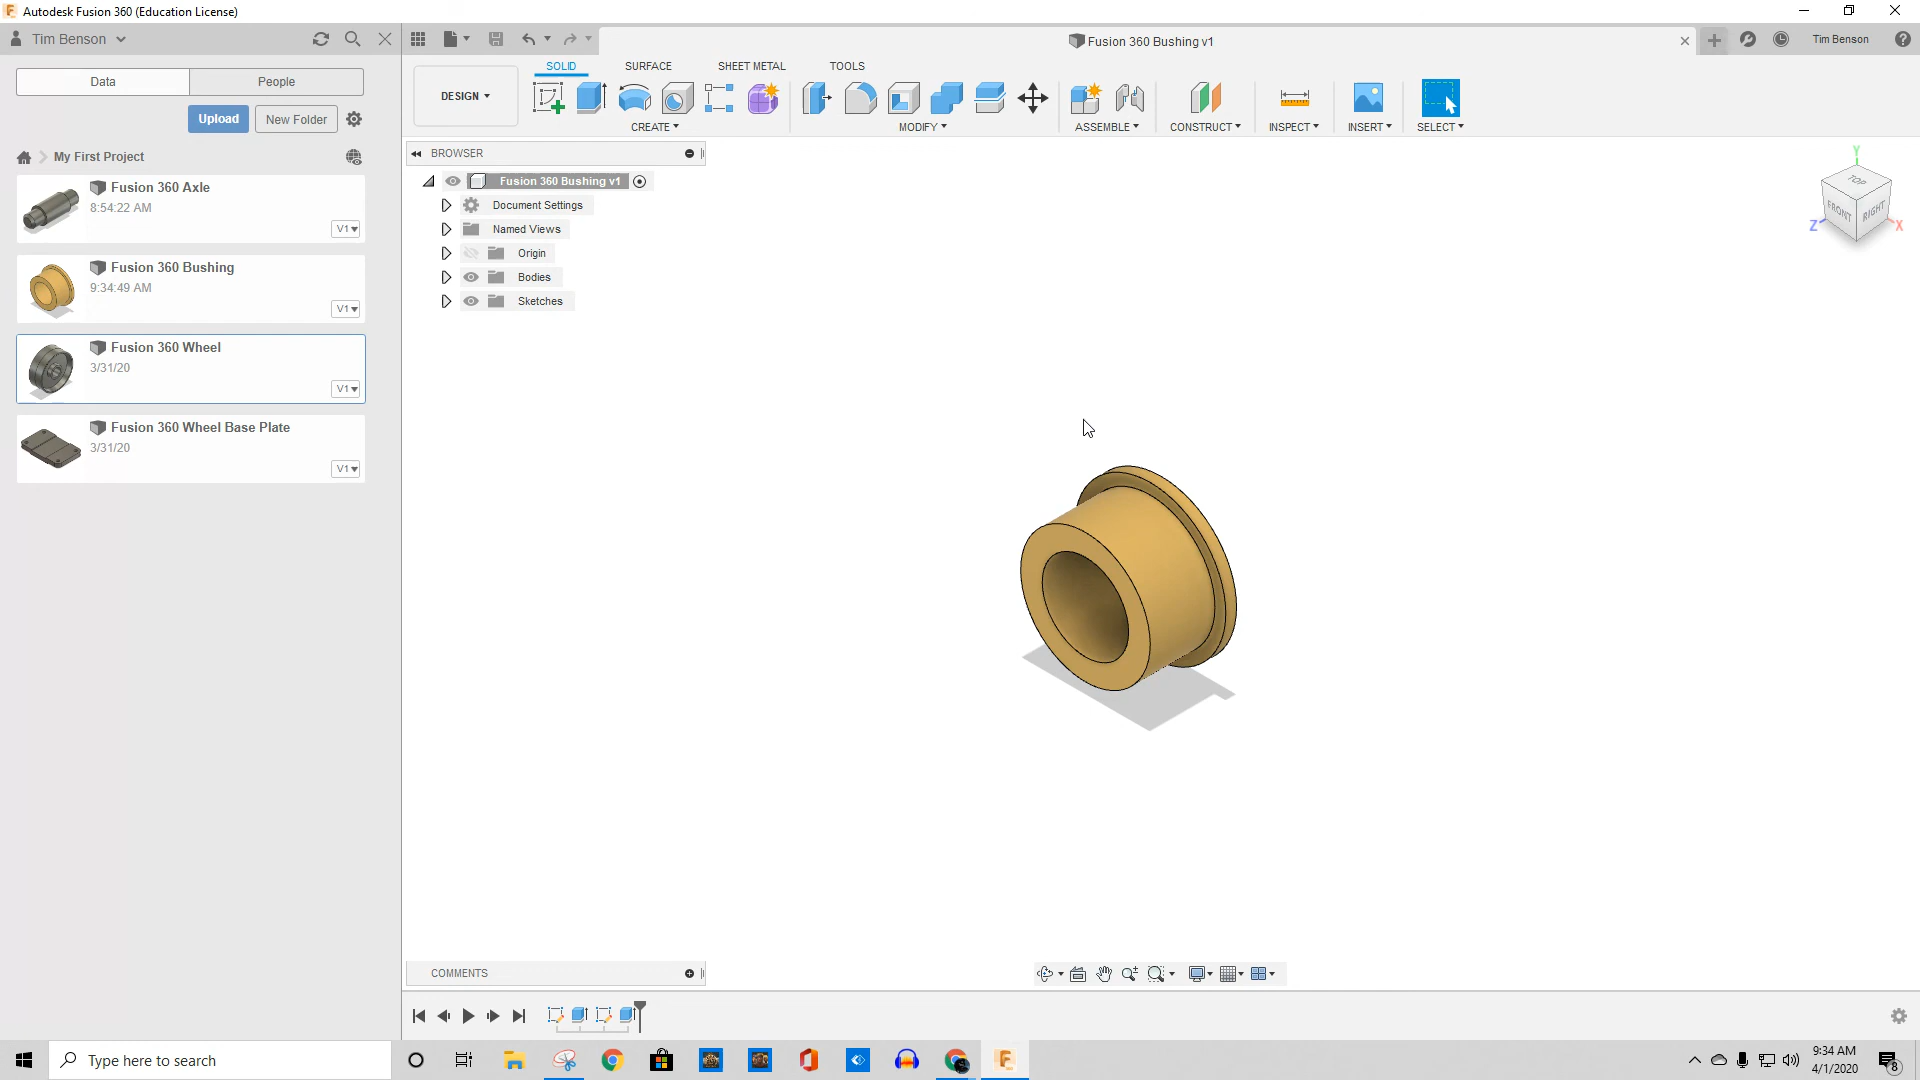 Autodesk Fusion 360 (Education License)
Tim Benson
Fusion 360 Bushing v1
Tim Benson
Data
People
Upload
New Folder
My First Project
Fusion 360 Axle
8:54:22 AM
V1
Fusion 360 Bushing
9:34:49 AM
V1
Fusion 360 Wheel
3/31/20
V1
Fusion 360 Wheel Base Plate
3/31/20
V1
SOLID
SURFACE
SHEET METAL
TOOLS
DESIGN
CREATE
MODIFY
ASSEMBLE
CONSTRUCT
INSPECT
INSERT
SELECT
BROWSER
Fusion 360 Bushing v1
Document Settings
Named Views
Origin
Bodies
Sketches
Y
TOP
FRONT
RIGHT
Z
X
COMMENTS
Type here to search
9:34 AM
4/1/2020
8